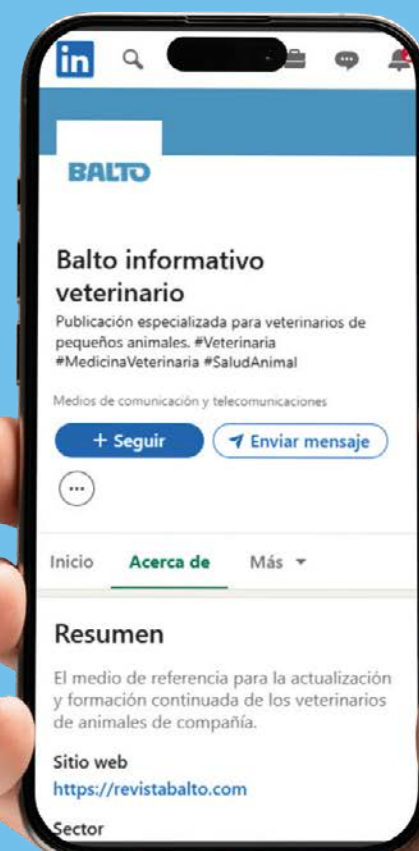 in
BALTO
Balto informativo
veterinario
Publicación especializada para veterinarios de
pequeños animales. #Veterinaria
#MedicinaVeterinaria #SaludAnimal
Medios de comunicación y telecomunicaciones
+ Seguir
Enviar mensaje
Inicio Acerca de Más
Resumen
El medio de referencia para la actualización
y formación continuada de los veterinarios
de animales de compañía.
Sitio web
https://revistabalto.com
Sector